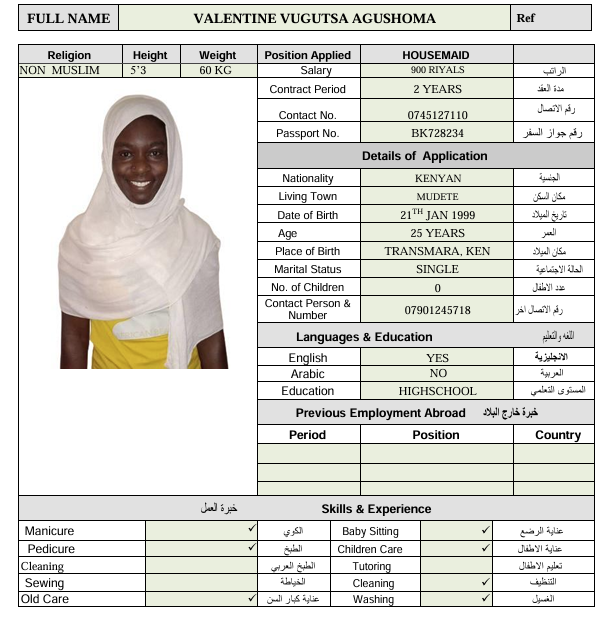 FULL NAME VALENTINE VUGUTSA AGUSHOMA Ref
Religion Height Weight Position Applied HOUSEMAID
NON MUSLIM 5’3 60 KG Salary 900 RIYALS الراتب
Contract Period 2 YEARS مدة العقد
Contact No. 0745127110 رقم الاتصال
Passport No. BK728234 رقم جواز السفر
Details of Application
Nationality KENYAN الجنسية
Living Town MUDETE مكان السكن
Date of Birth 21TH JAN 1999 تاريخ الميلاد
Age 25 YEARS العمر
Place of Birth TRANSMARA, KEN مكان الميلاد
Marital Status SINGLE الحالة الاجتماعية
No. of Children 0 عدد الاطفال
Contact Person & Number 07901245718 رقم الاتصال اخر
Languages & Education اللغه والتعليم
English YES الانجليزية
Arabic NO العربية
Education HIGHSCHOOL المستوى التعلمي
Previous Employment Abroad خبرة خارج البلاد
Period Position Country
خبرة العمل Skills & Experience
Manicure ✓ الكوي Baby Sitting ✓ عناية الرضع
Pedicure ✓ الطبخ Children Care ✓ عناية الاطفال
Cleaning الطبخ العربي Tutoring تعليم الاطفال
Sewing الخياطة Cleaning ✓ التنظيف
Old Care ✓ عناية كبار السن Washing ✓ الغسيل